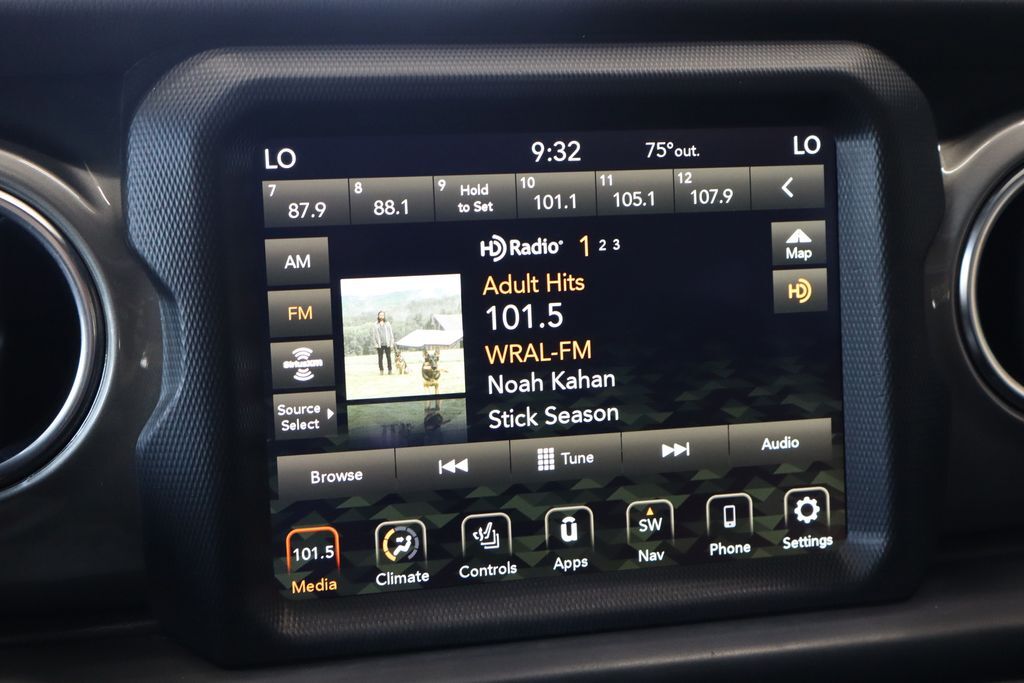 LO 9:32 75°out. LO
7 87.9 8 88.1 9 Hold to Set 10 101.1 11 105.1 12 107.9
HD Radio 1 2 3
AM
FM
SiriusXM
Source
Select
Map
HD
Adult Hits
101.5
WRAL-FM
Noah Kahan
Stick Season
Browse Tune Audio
101.5 SW
Media Climate Controls Apps Nav Phone Settings